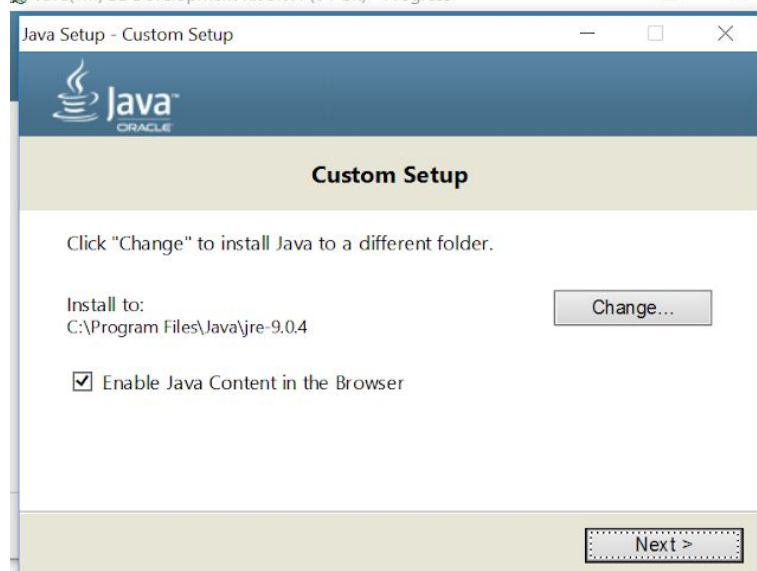 Java Setup - Custom Setup
Java™
ORACLE
Custom Setup
Click "Change" to install Java to a different folder.
Install to:
Change...
C:\Program Files\Java\jre-9.0.4
Enable Java Content in the Browser
Next >